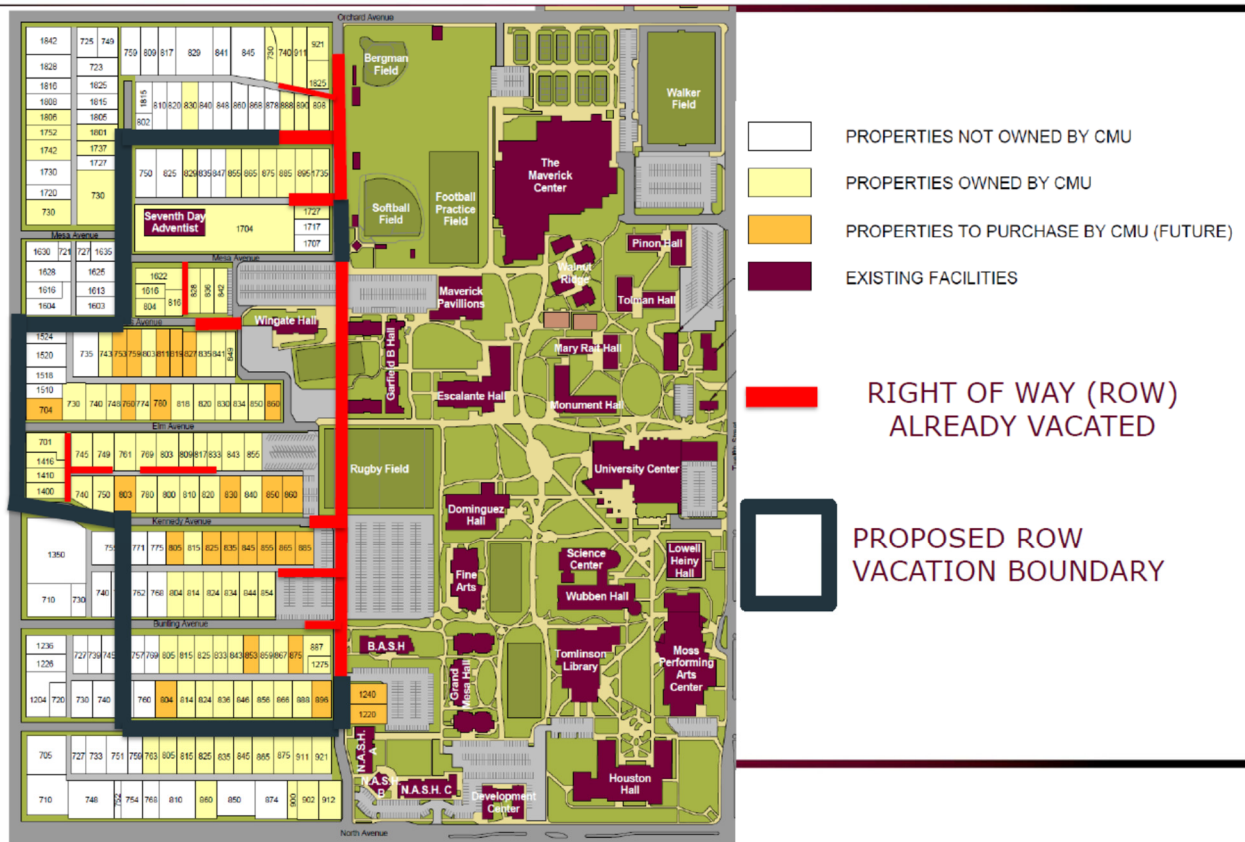 Orchard Avenue
1842 725 749 759 809 817 829 841 845 730 740 911 921
1828 723
1816 1825 1825
1808 1815 1815 810 820 830 840 848 860 868 878 888 890 898
1806 1805 802
1752 1801
1742 1737
1730 1727 750 825 829 835 847 855 865 875 885 895 1735
1720 730
730
Seventh Day
Adventist
1704
1727
1717
1707
Mesa Avenue
Mesa Avenue
1630 721 727 1635
1628 1625
1616 1613
1604 1603
1622
1616
804 816 828 836 842
Avenue
1524
1520 735 743 753 759 803 811 819 827 835 841 849
1518
1510
704 730 740 748 760 774 780 818 820 830 834 850 860
Elm Avenue
701
1416 745 749 761 769 803 809 817 833 843 855
1410
1400 740 750 803 780 800 810 820 830 840 850 860
Kennedy Avenue
1350 755 771 775 805 815 825 835 845 855 865 885
710 730 740 762 768 804 814 824 834 844 854
Bunting Avenue
1236 727 739 745 757 769 805 815 825 833 843 853 859 867 875 887
1226 1275
1204 720 730 740 760 804 814 824 836 846 856 866 888 896
1240
1220
705 727 733 751 759 763 805 815 825 835 845 865 875 911 921
710 748 752 754 768 810 860 850 874 900 902 912
North Avenue
Bergman
Field
Walker
Field
The
Maverick
Center
Softball
Field
Football
Practice
Field
Pinon Hall
Walnut
Ridge
Tolman Hall
Maverick
Pavillions
Wingate Hall
Garfield B Hall
Mary Rait Hall
Escalante Hall
Monument Hall
Rugby Field
University Center
Dominguez
Hall
Fine
Arts
Science
Center
Wubben Hall
Lowell
Heiny
Hall
B.A.S.H
Grand
Mesa Hall
Tomlinson
Library
Moss
Performing
Arts
Center
N.A.S.H.
A
N.A.S.H.
B
N.A.S.H. C
Development
Center
Houston
Hall
PROPERTIES NOT OWNED BY CMU
PROPERTIES OWNED BY CMU
PROPERTIES TO PURCHASE BY CMU (FUTURE)
EXISTING FACILITIES
RIGHT OF WAY (ROW)
ALREADY VACATED
PROPOSED ROW
VACATION BOUNDARY